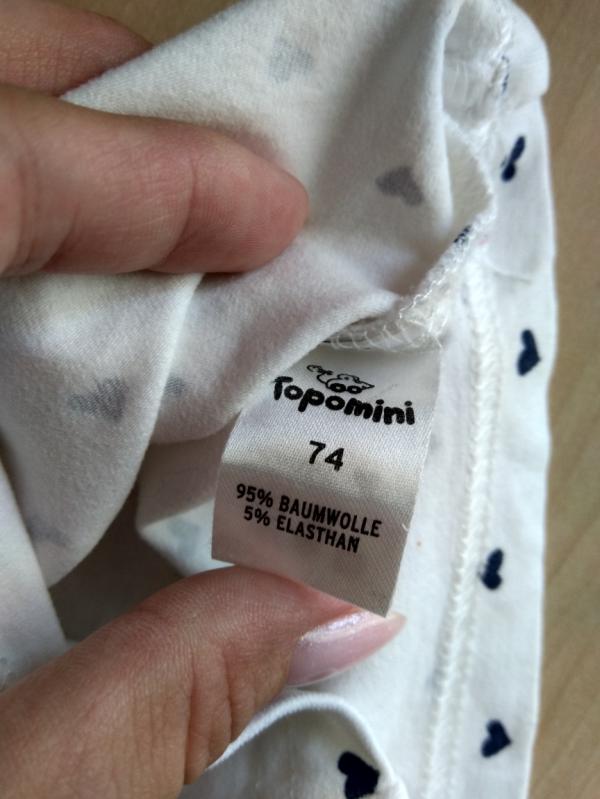 Topomini
74
95% BAUMWOLLE
5% ELASTHAN